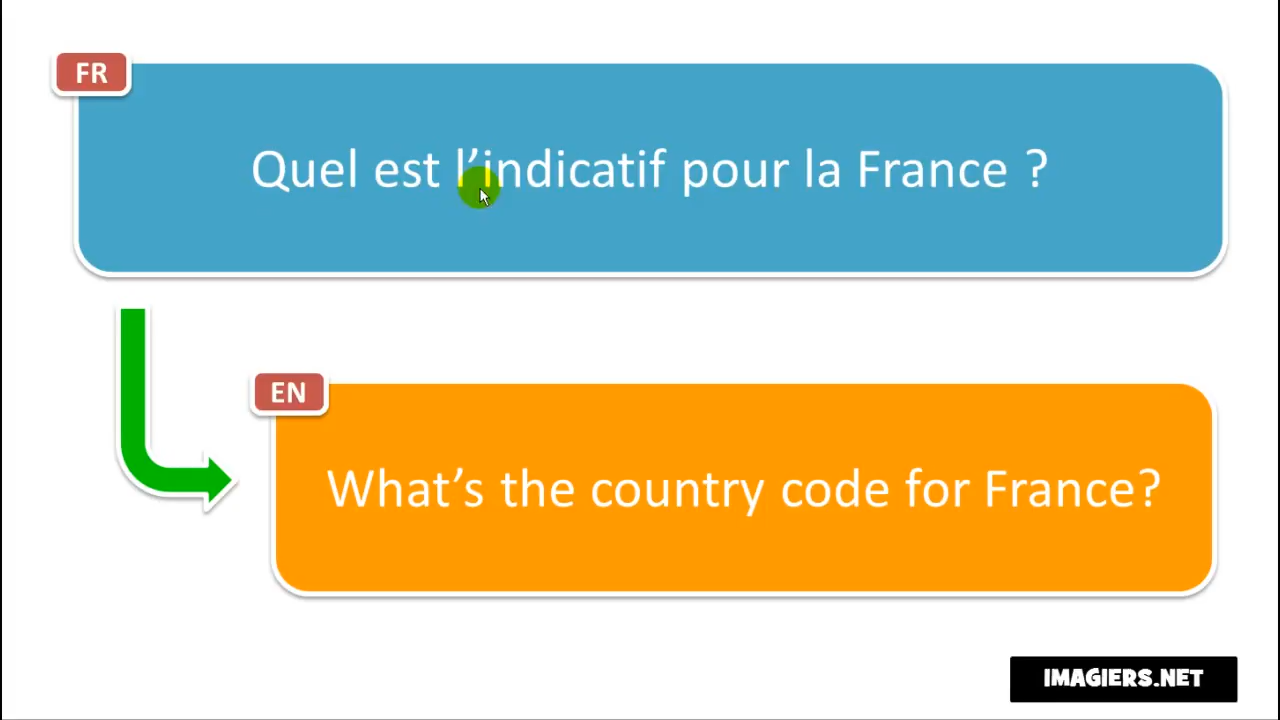 FR
Quel est l’indicatif pour la France ?
EN
What’s the country code for France?
IMAGIERS.NET